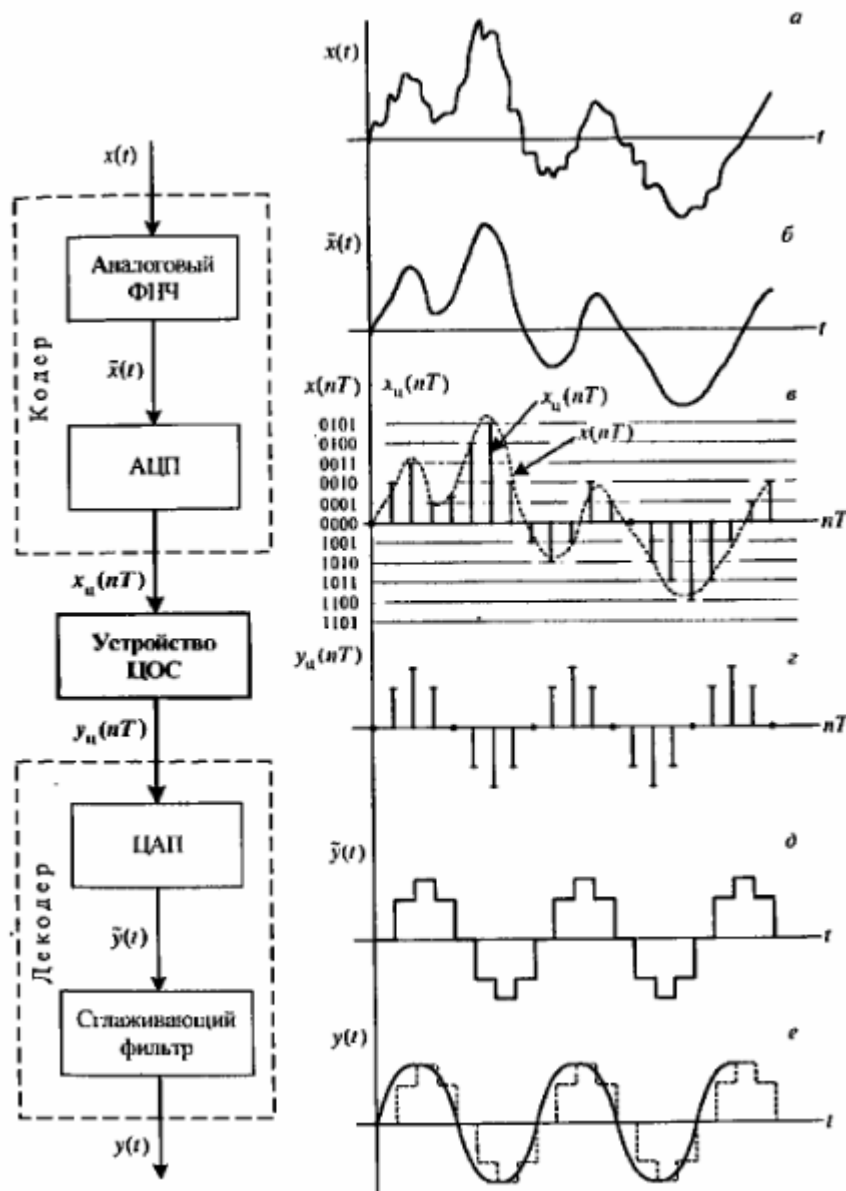 x(t)
Кодер
Аналоговый
ФНЧ
x̄(t)
АЦП
xц(nT)
Устройство
ЦОС
yц(nT)
Декодер
ЦАП
ỹ(t)
Сглаживающий
фильтр
y(t)
а
x(t)
t
б
x̄(t)
t
в
x(nT) xц(nT)
xц(nT)
x(nT)
0101
0100
0011
0010
0001
0000
nT
1001
1010
1011
1100
1101
г
yц(nT)
nT
д
ỹ(t)
t
е
y(t)
t